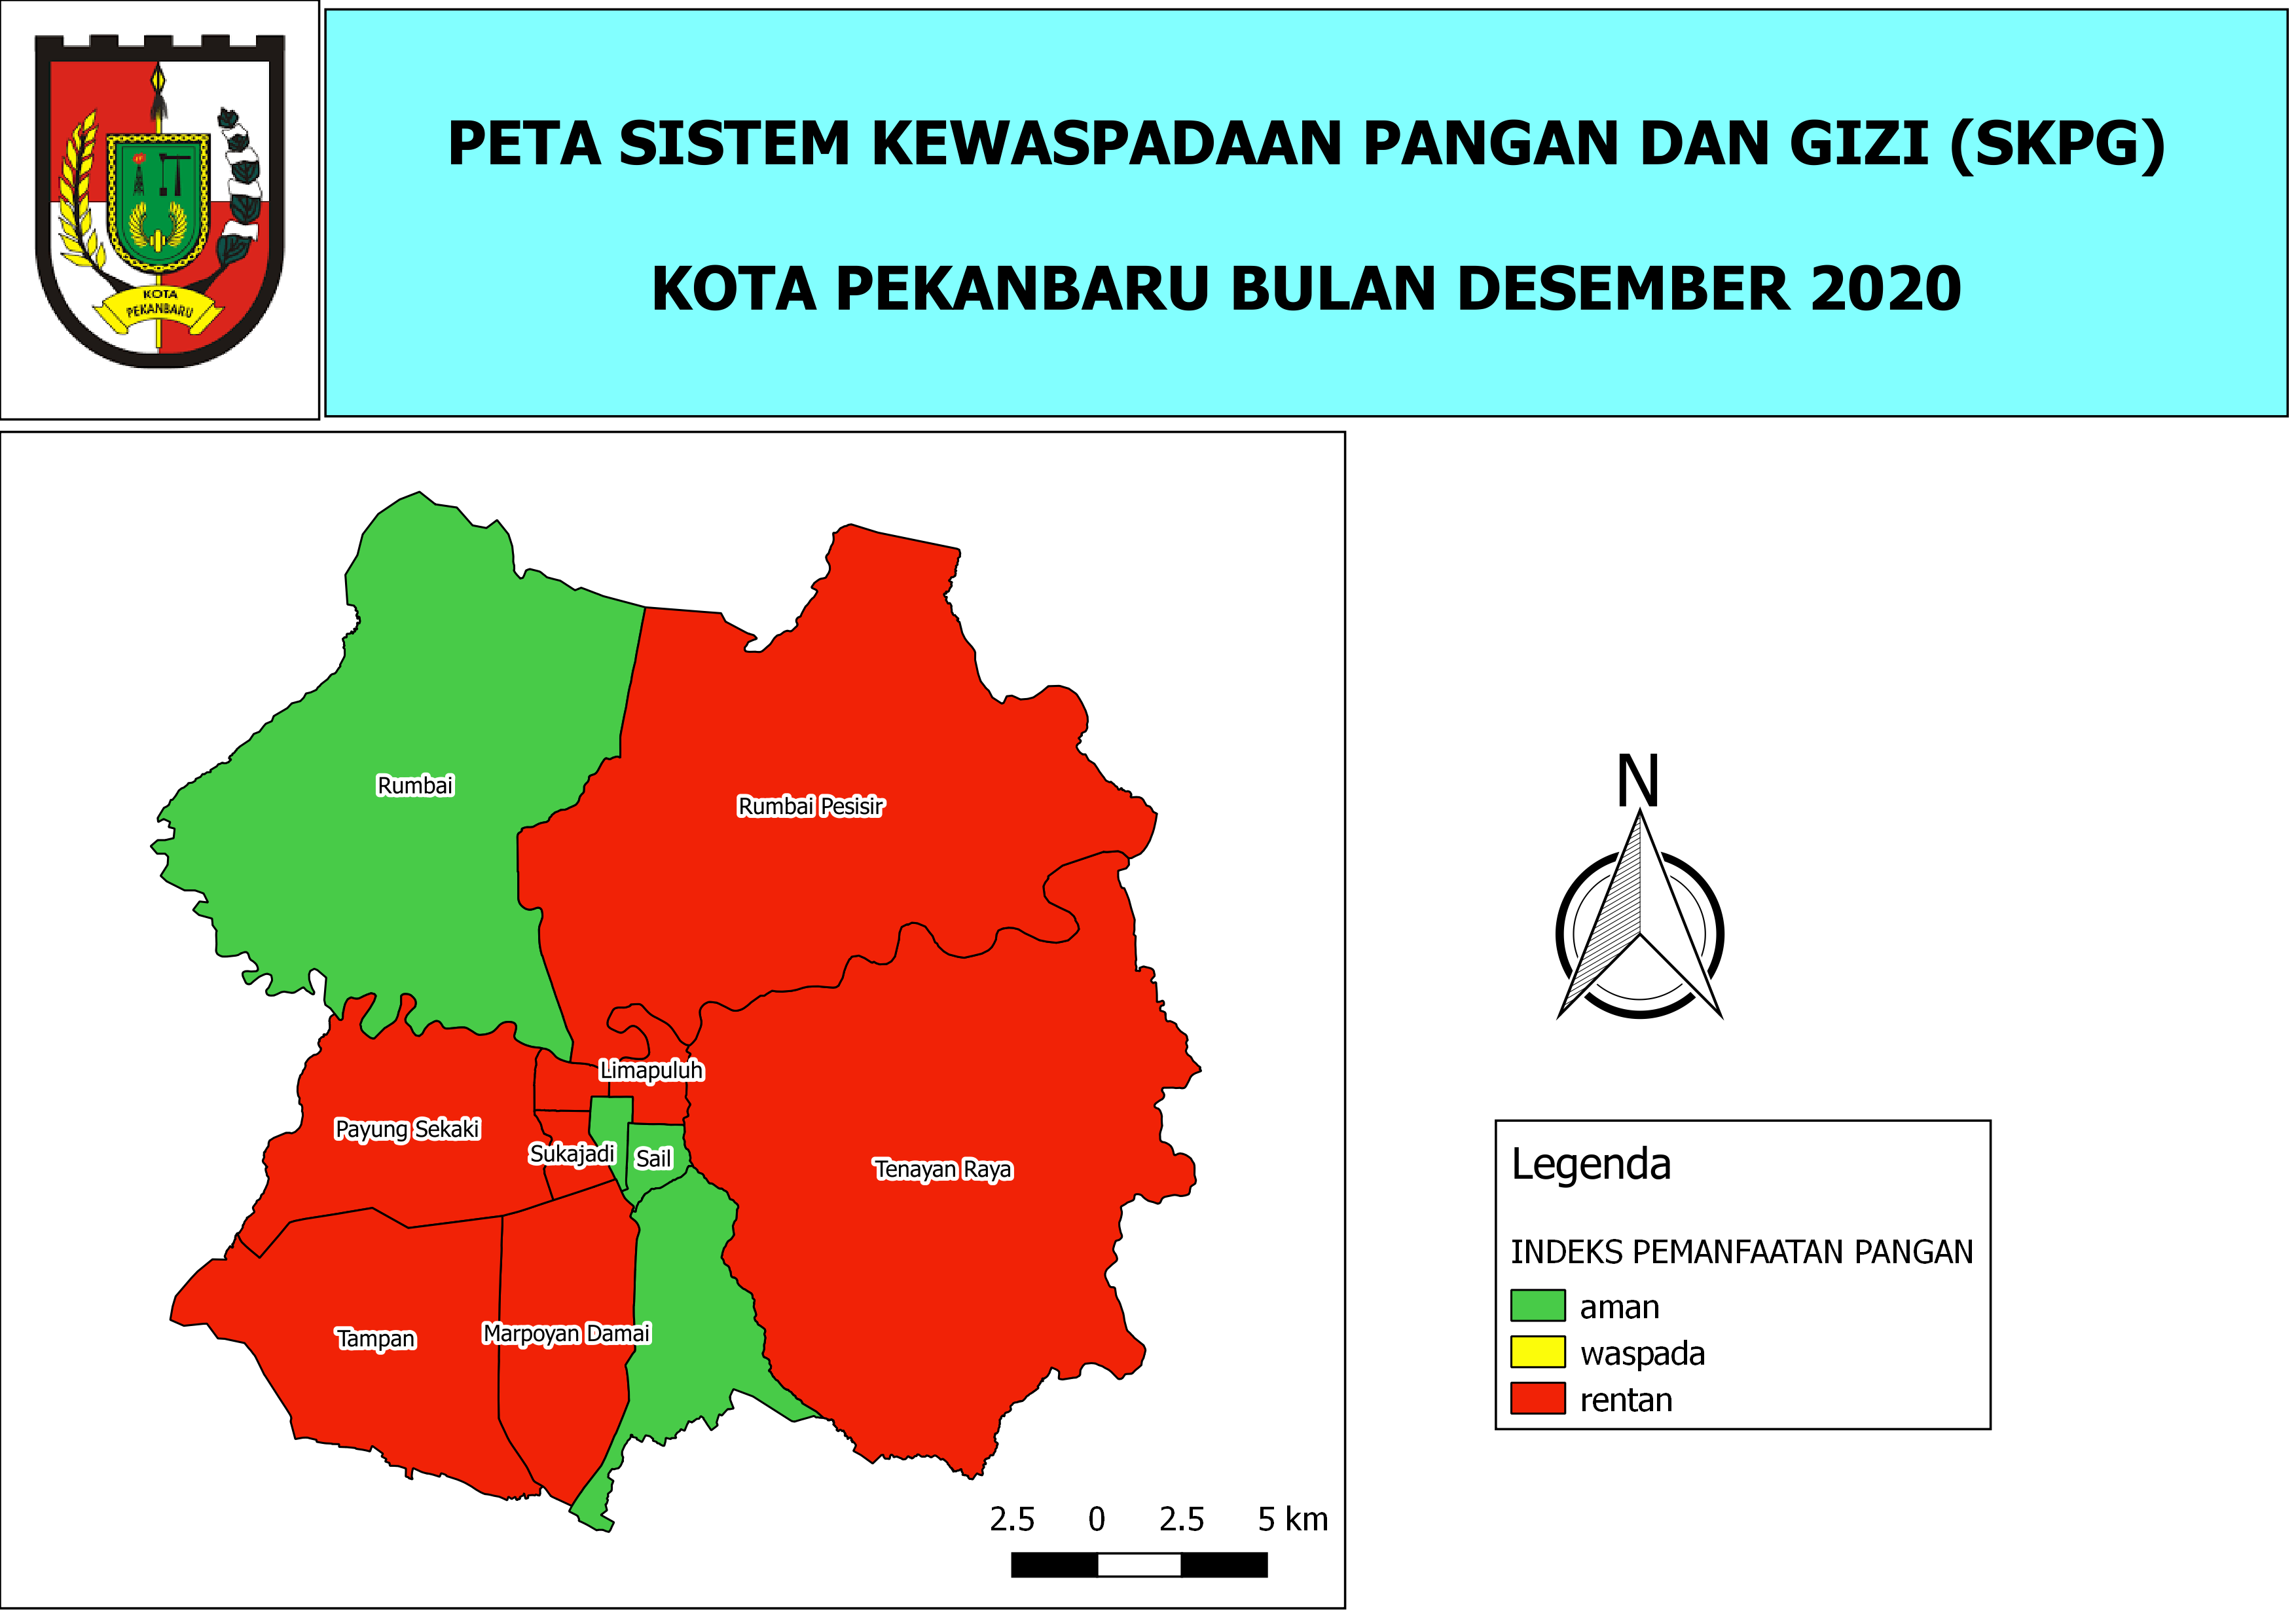 KOTA
PEKANBARU
PETA SISTEM KEWASPADAAN PANGAN DAN GIZI (SKPG)
KOTA PEKANBARU BULAN DESEMBER 2020
Rumbai
Rumbai Pesisir
Limapuluh
Payung Sekaki
Sukajadi
Sail
Tenayan Raya
Tampan
Marpoyan Damai
2.5 0 2.5 5 km
N
Legenda
INDEKS PEMANFAATAN PANGAN
aman
waspada
rentan